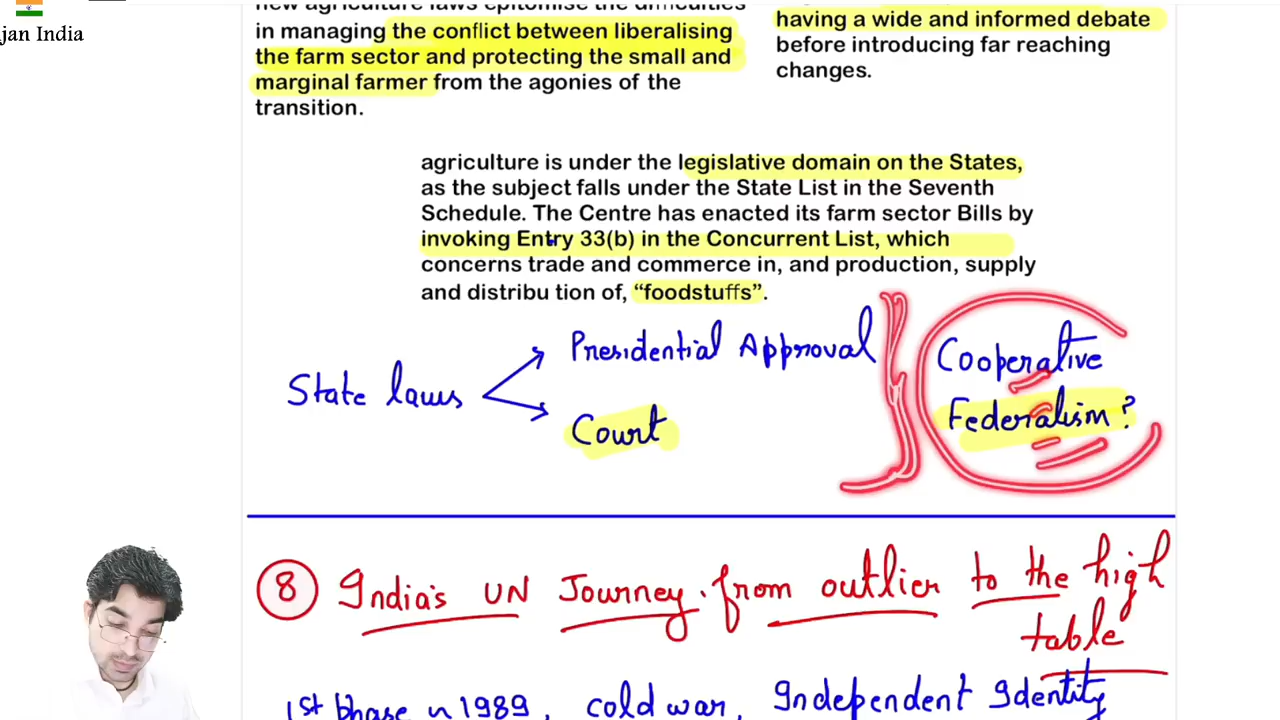 jan India
new agriculture laws epitomise the difficulties
in managing the conflict between liberalising
the farm sector and protecting the small and
marginal farmer from the agonies of the
transition.
having a wide and informed debate
before introducing far reaching
changes.
agriculture is under the legislative domain on the States,
as the subject falls under the State List in the Seventh
Schedule. The Centre has enacted its farm sector Bills by
invoking Entry 33(b) in the Concurrent List, which
concerns trade and commerce in, and production, supply
and distribu tion of, “foodstuffs”.
State laws
Presidential Approval
Court
Cooperative
Federalism?
8 India's UN Journey. from outlier to the high
table
1st phase n 1989, cold war, Independent Identity